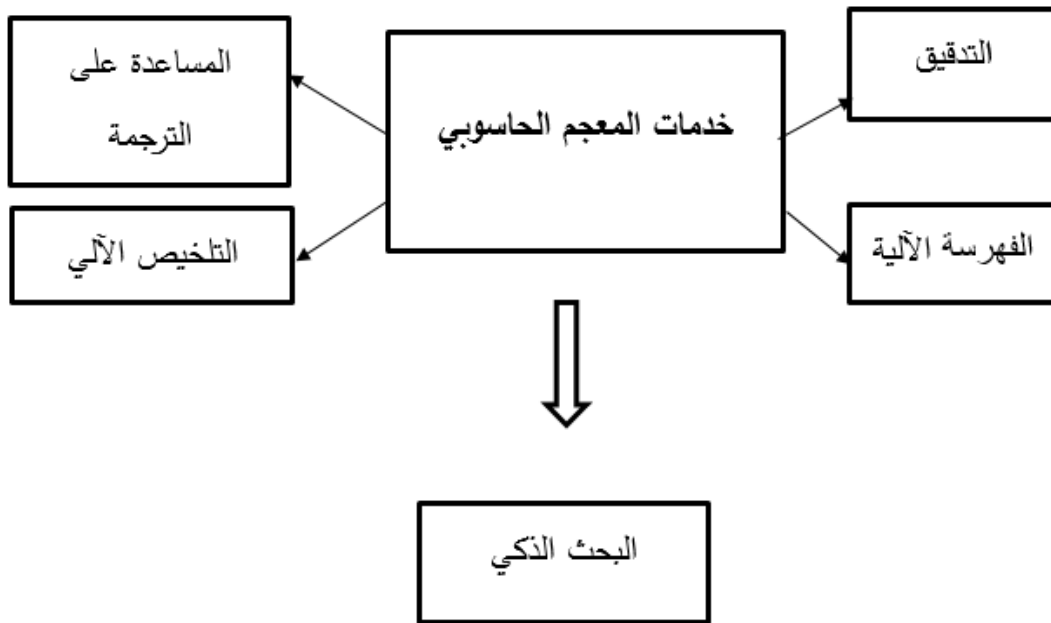 خدمات المعجم الحاسوبي
التدقيق
المساعدة على
الترجمة
الفهرسة الآلية
التلخيص الآلي
البحث الذكي